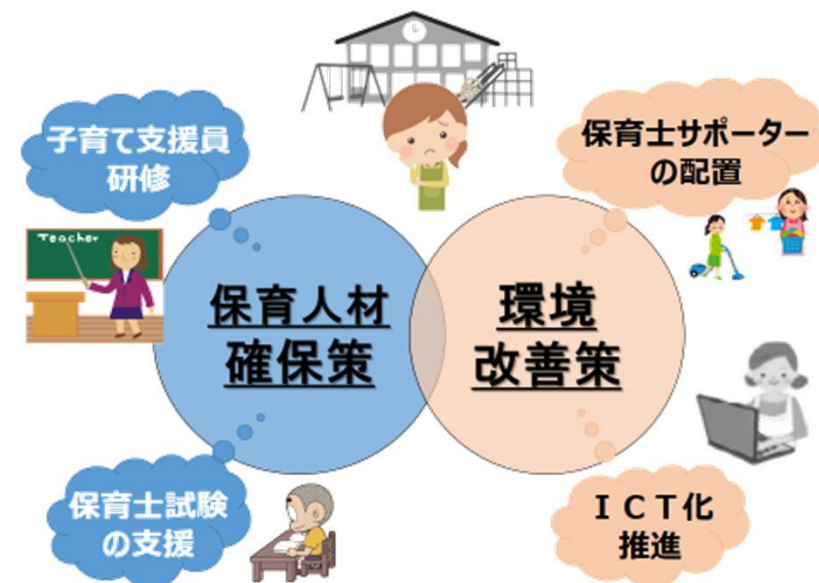 子育て支援員
研修
保育士サポーター
の配置
Teacher
保育人材
確保策
環境
改善策
保育士試験
の支援
ＩＣＴ化
推進